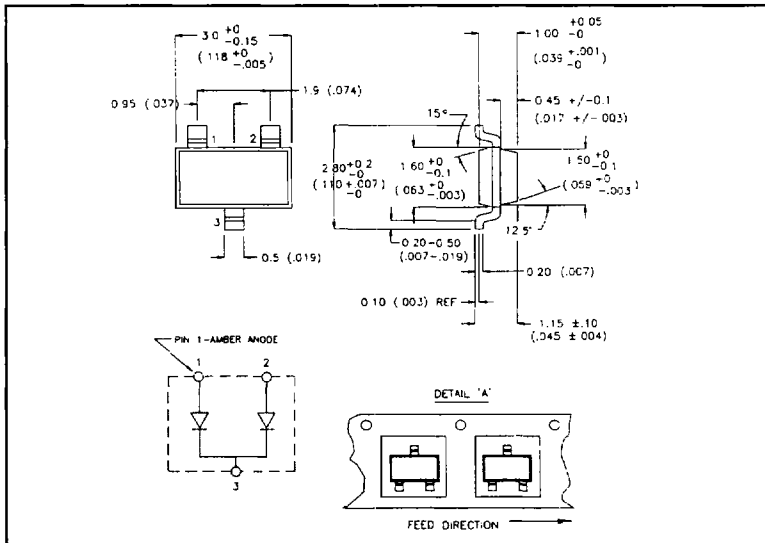 3.0 +0 -0.15
(.118 +0 -.005)
0.95 (.037)
1.9 (.074)
1
2
3
0.5 (.019)
1.00 +0.05 -0
(.039 +.001 -0)
0.45 +/-0.1
(.017 +/-.003)
15°
2.80 +0.2 -0
(.110 +.007 -0)
1.60 +0 -0.1
(.063 +0 -.003)
1.50 +0 -0.1
(.059 +0 -.003)
12.5°
0.20-0.50
(.007-.019)
0.20 (.007)
0.10 (.003) REF
1.15 ±.10
(.045 ±.004)
PIN 1-AMBER ANODE
1
2
3
DETAIL 'A'
FEED DIRECTION